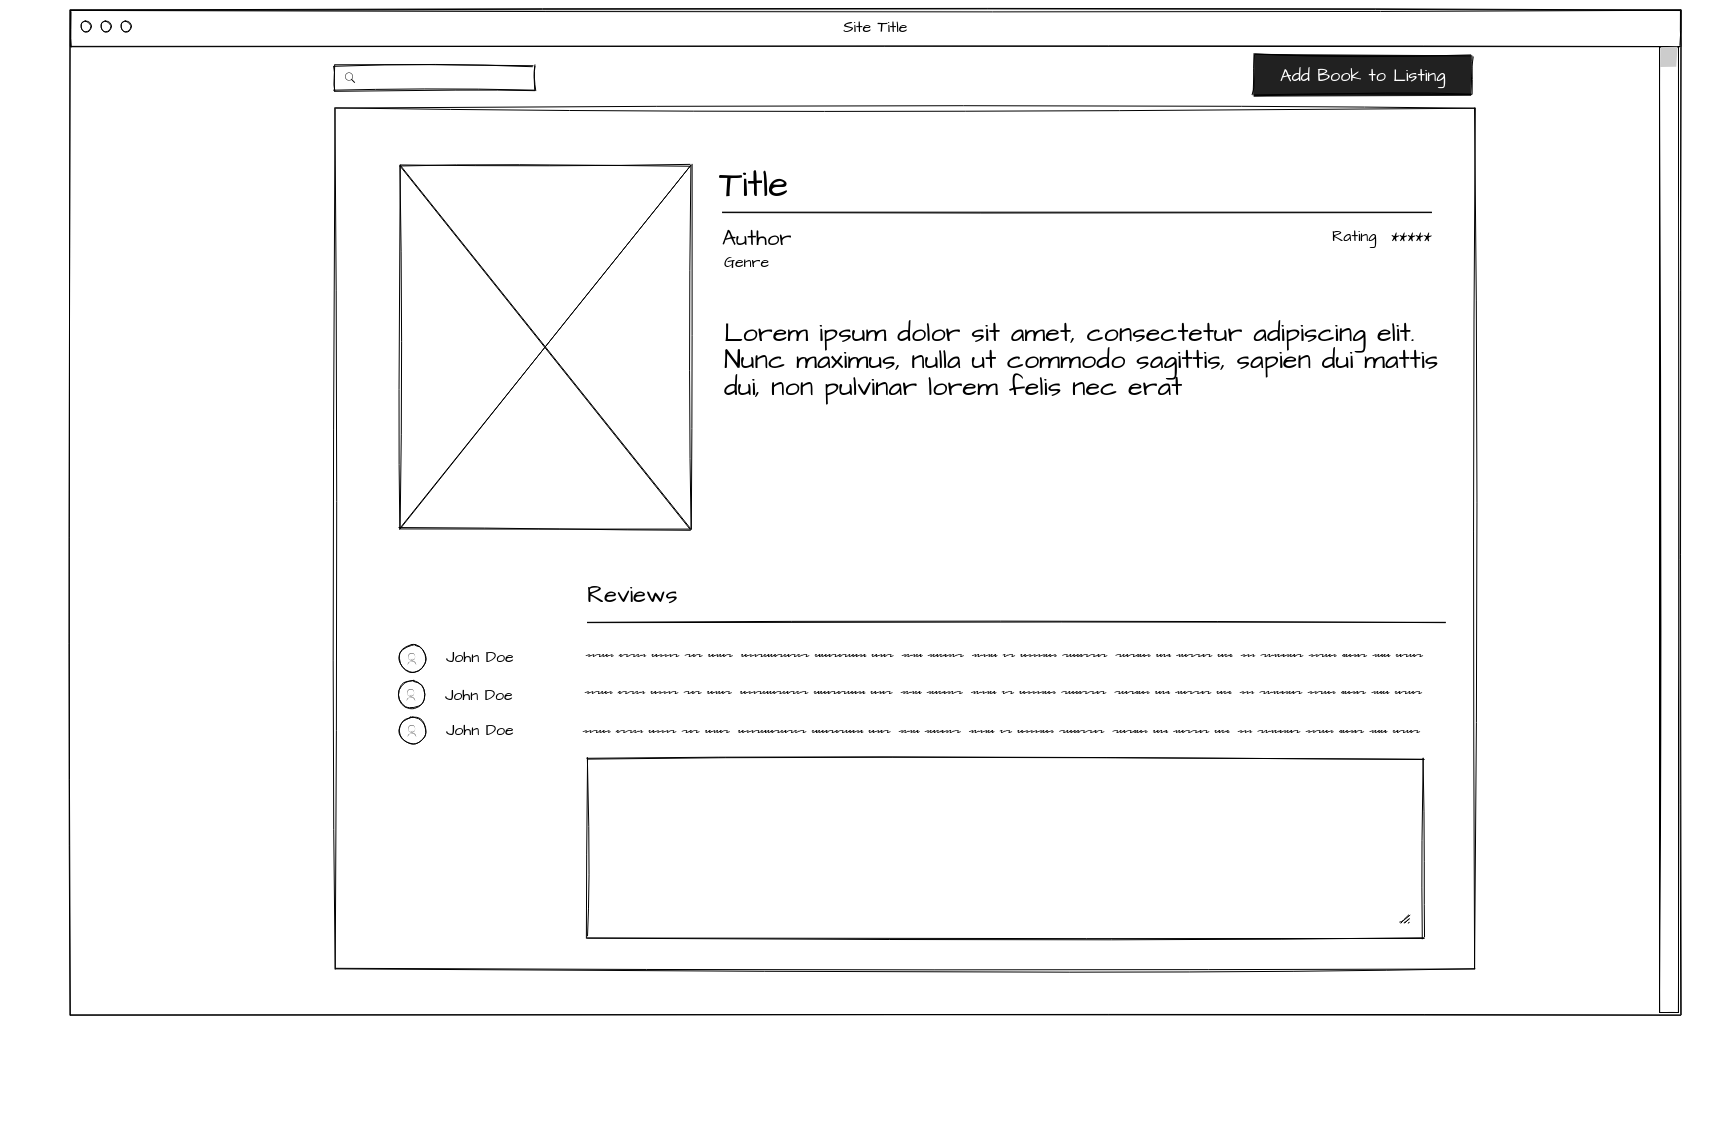 Site Title
Add Book to Listing
Title
Author
Rating *****
Genre
Lorem ipsum dolor sit amet, consectetur adipiscing elit.
Nunc maximus, nulla ut commodo sagittis, sapien dui mattis
dui, non pulvinar lorem felis nec erat
Reviews
John Doe
John Doe
John Doe